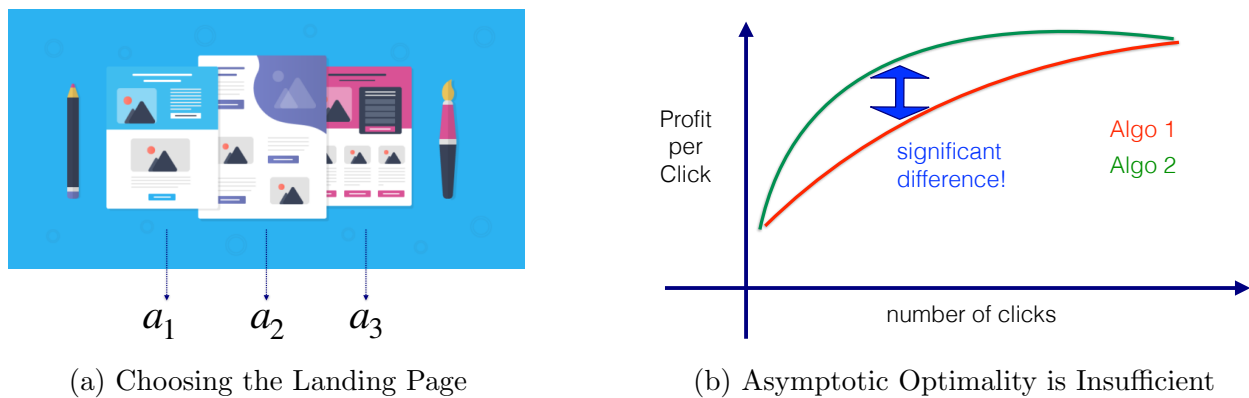 a1
a2
a3
(a) Choosing the Landing Page
Profit
per
Click
significant
difference!
Algo 1
Algo 2
number of clicks
(b) Asymptotic Optimality is Insufficient